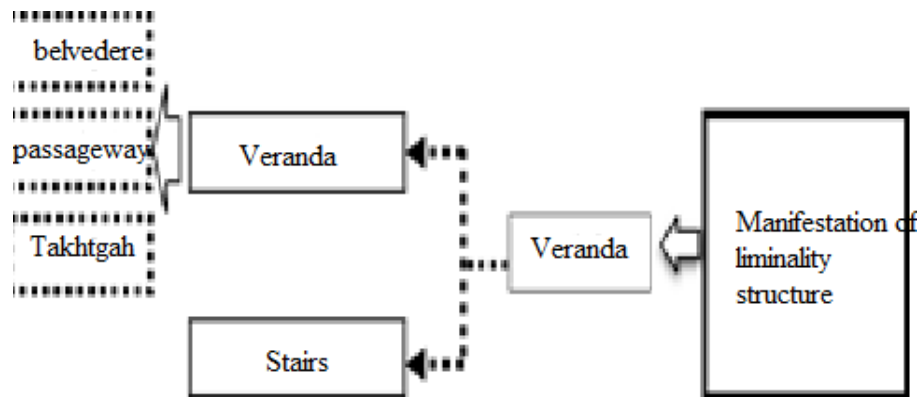 belvedere
passageway
Takhtgah
Veranda
Stairs
Veranda
Manifestation of
liminality
structure